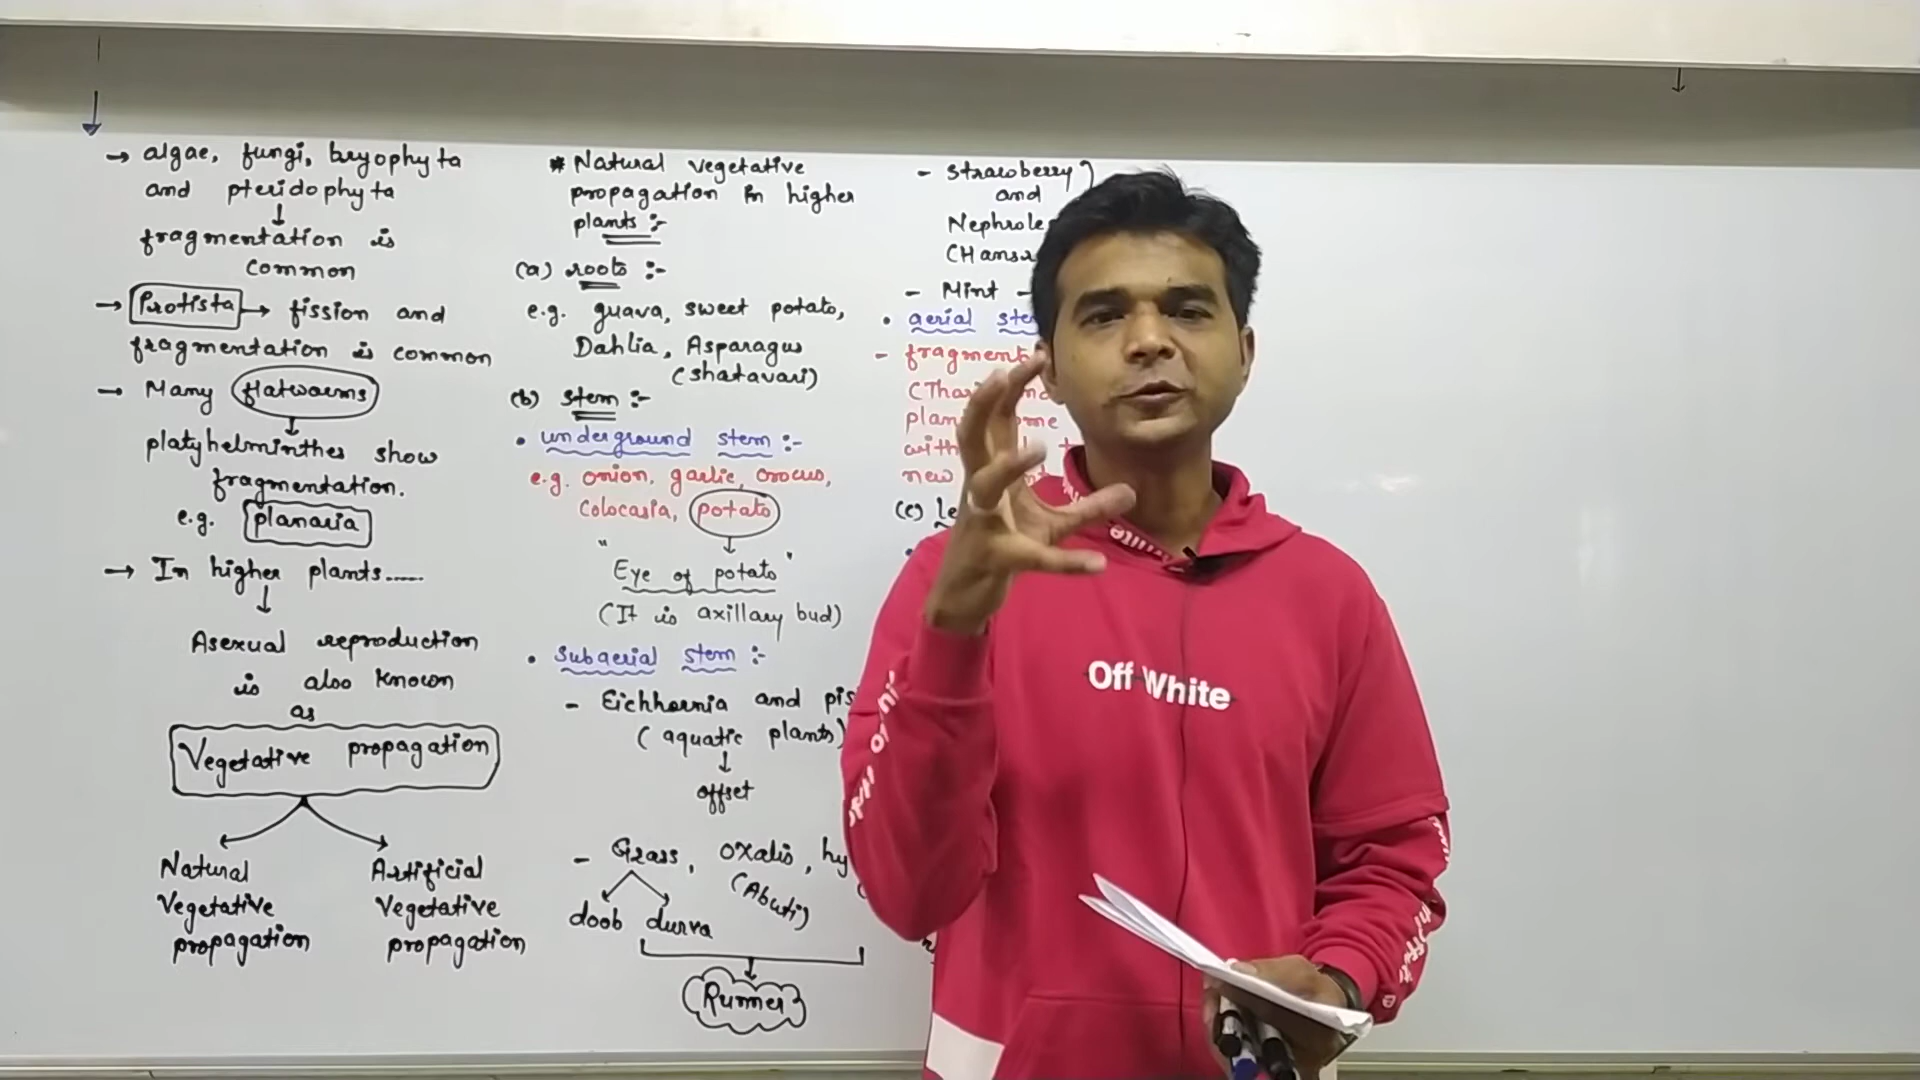 → algae, fungi, bryophyta
and pteridophyta
↓
fragmentation is
common
→ Protista → fission and
fragmentation is common
→ Many flatworms
↓
platyhelminthes show
fragmentation.
e.g. planaria
→ In higher plants......
↓
Asexual reproduction
is also known
as
Vegetative propagation
Natural
Vegetative
propagation
Artificial
Vegetative
propagation
* Natural vegetative
propagation in higher
plants :-
(a) roots :-
e.g. guava, sweet potato,
Dahlia, Asparagus
(shatavari)
(b) stem :-
• underground stem :-
e.g. onion, garlic, crocus,
Colocasia, potato
↓
"Eye of potato"
(It is axillary bud)
• Subaerial stem :-
- Eichhornia and pis
(aquatic plants)
↓
offset
- Grass, oxalis, hy
(Abuti)
doob durva
Runner
- Strawberry
and
Nephrole
- Mint -
• aerial ste
- fragment
plan
with
new
(c) le
Off White